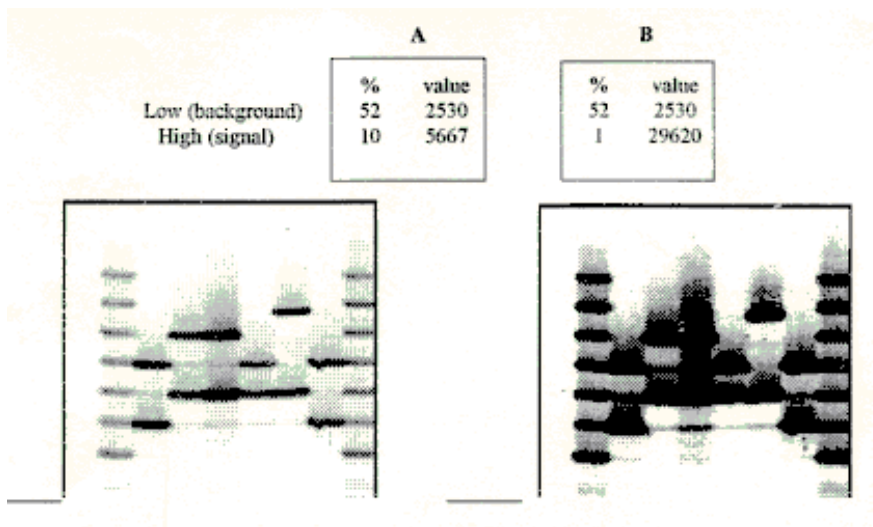 A B
% value % value
Low (background) 52 2530 52 2530
High (signal) 10 5667 1 29620